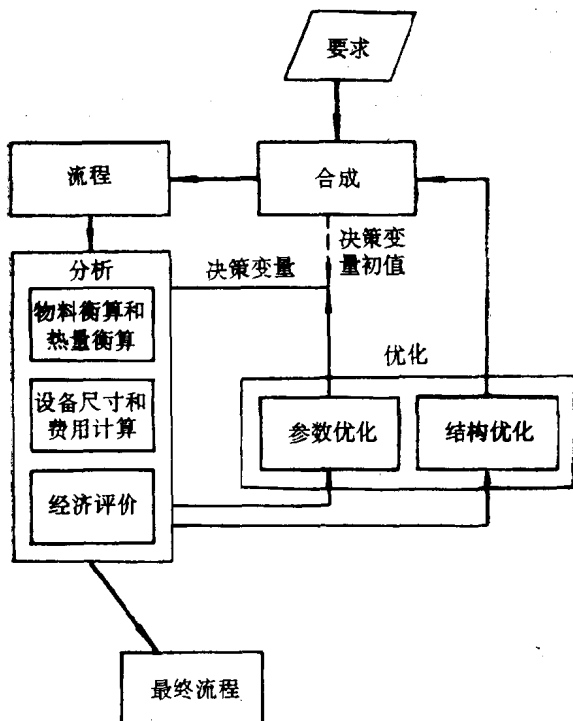 要求
流程
合成
决策变
量初值
分析
决策变量
物料衡算和
热量衡算
优化
设备尺寸和
费用计算
参数优化
结构优化
经济评价
最终流程